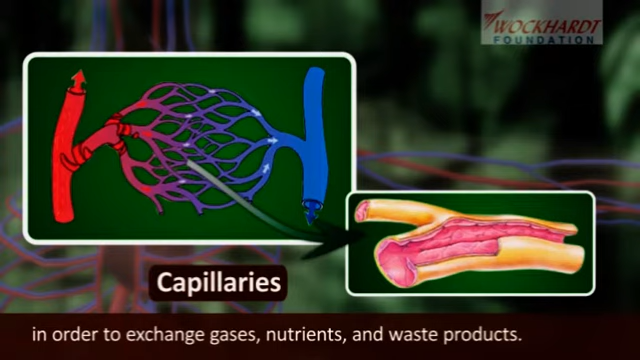 WOCKHARDT
FOUNDATION
Capillaries
in order to exchange gases, nutrients, and waste products.